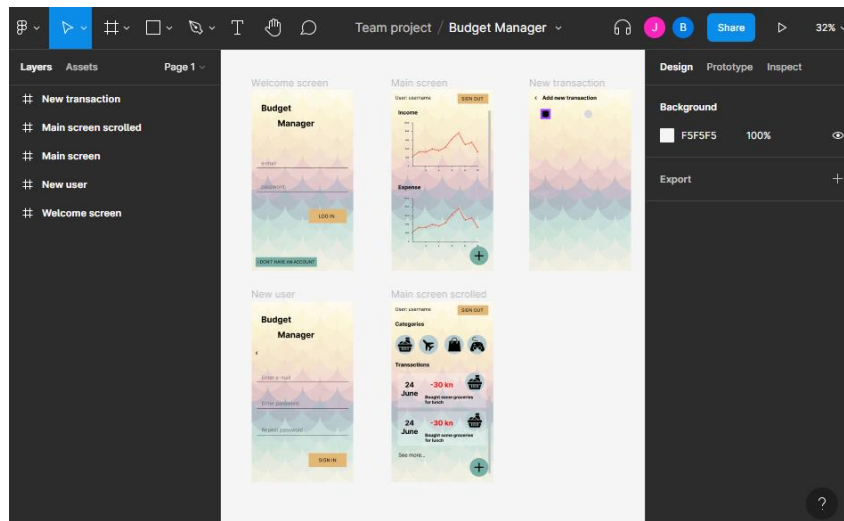 Team project / Budget Manager
J
B
Share
32%
Layers
Assets
Page 1
Design
Prototype
Inspect
New transaction
Main screen scrolled
Main screen
New user
Welcome screen
Background
F5F5F5
100%
Export
Welcome screen
Budget
Manager
e-mail
password
LOG IN
I DON'T HAVE AN ACCOUNT
Main screen
User: username
SIGN OUT
Income
Expense
New transaction
Add new transaction
New user
Budget
Manager
Enter e-mail
Enter password
Repeat password
SIGN IN
Main screen scrolled
User: username
SIGN OUT
Categories
Transactions
24
June
-30 kn
Bought some groceries
for lunch
24
June
-30 kn
Bought some groceries
for lunch
See more...
?